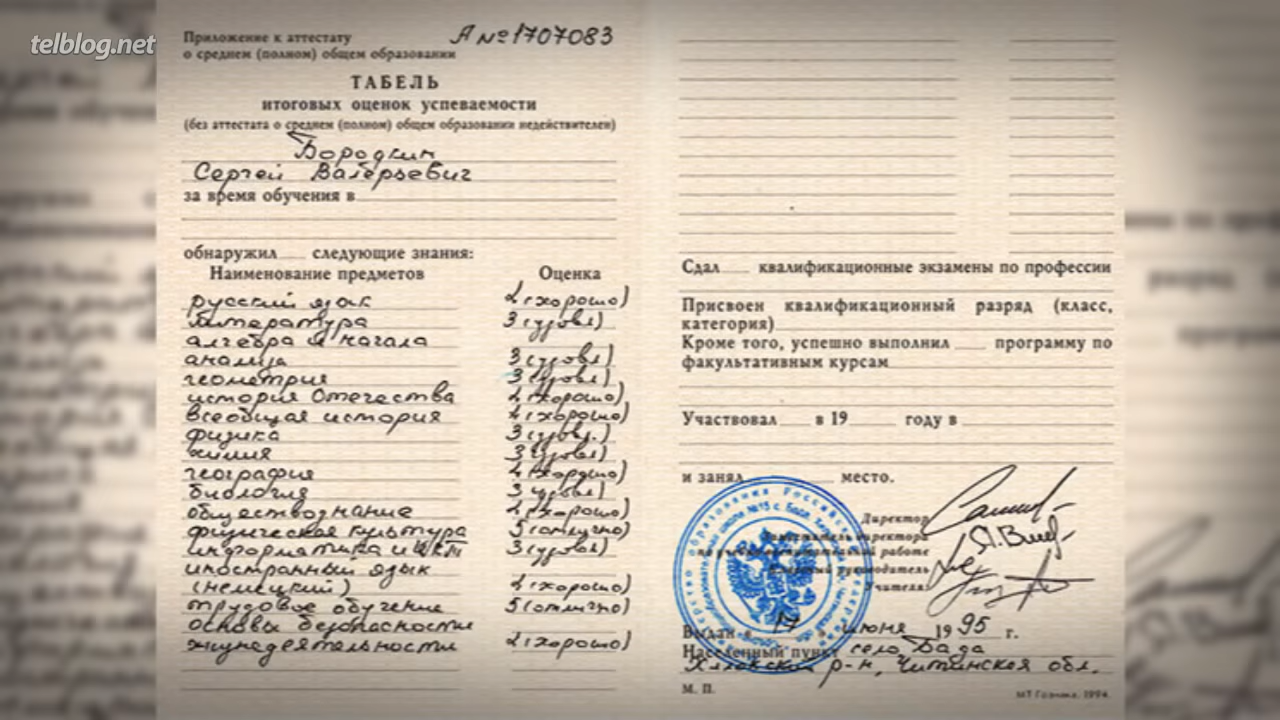 telblog.net
Приложение к аттестату
А № 1707083
о среднем (полном) общем образовании
ТАБЕЛЬ
итоговых оценок успеваемости
(без аттестата о среднем (полном) общем образовании недействителен)
Бородкин
Сергей Валерьевич
за время обучения в
обнаружил следующие знания:
Наименование предметов Оценка
русский язык 4 (хорошо)
литература 3 (удовл)
алгебра и начала
анализа 3 (удовл)
геометрия 3 (удовл)
история Отечества 4 (хорошо)
всеобщая история 4 (хорошо)
физика 3 (удовл.)
химия 3 (удовл)
география 4 (хорошо)
биология 3 (удовл)
обществознание 4 (хорошо)
физическая культура 5 (отлично)
информатика и 3 (удовл)
иностранный язык
(немецкий) 4 (хорошо)
трудовое обучение 5 (отлично)
основы безопасности
жизнедеятельности 4 (хорошо)
Сдал квалификационные экзамены по профессии
Присвоен квалификационный разряд (класс,
категория)
Кроме того, успешно выполнил программу по
факультативным курсам
Участвовал в 19 году в
и занял место.
Директор
директора
работе
руководитель
Учителя:
Выдан « 17 » июня 19 95 г.
Населенный пункт село Бада
Хилокский р-н, Читинская обл.
М. П.
МТ Гознака. 1994.